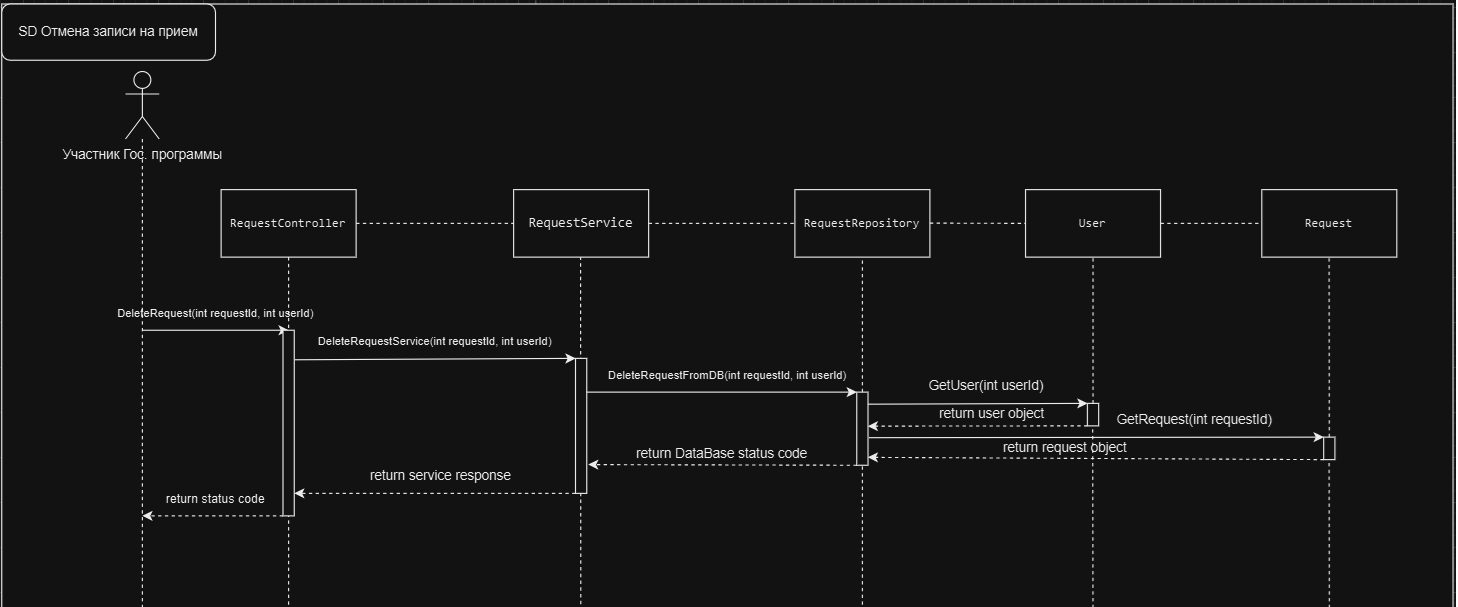 SD Отмена записи на прием
Участник Гос. программы
RequestController
RequestService
RequestRepository
User
Request
DeleteRequest(int requestId, int userId)
DeleteRequestService(int requestId, int userId)
DeleteRequestFromDB(int requestId, int userId)
GetUser(int userId)
return user object
GetRequest(int requestId)
return request object
return DataBase status code
return service response
return status code